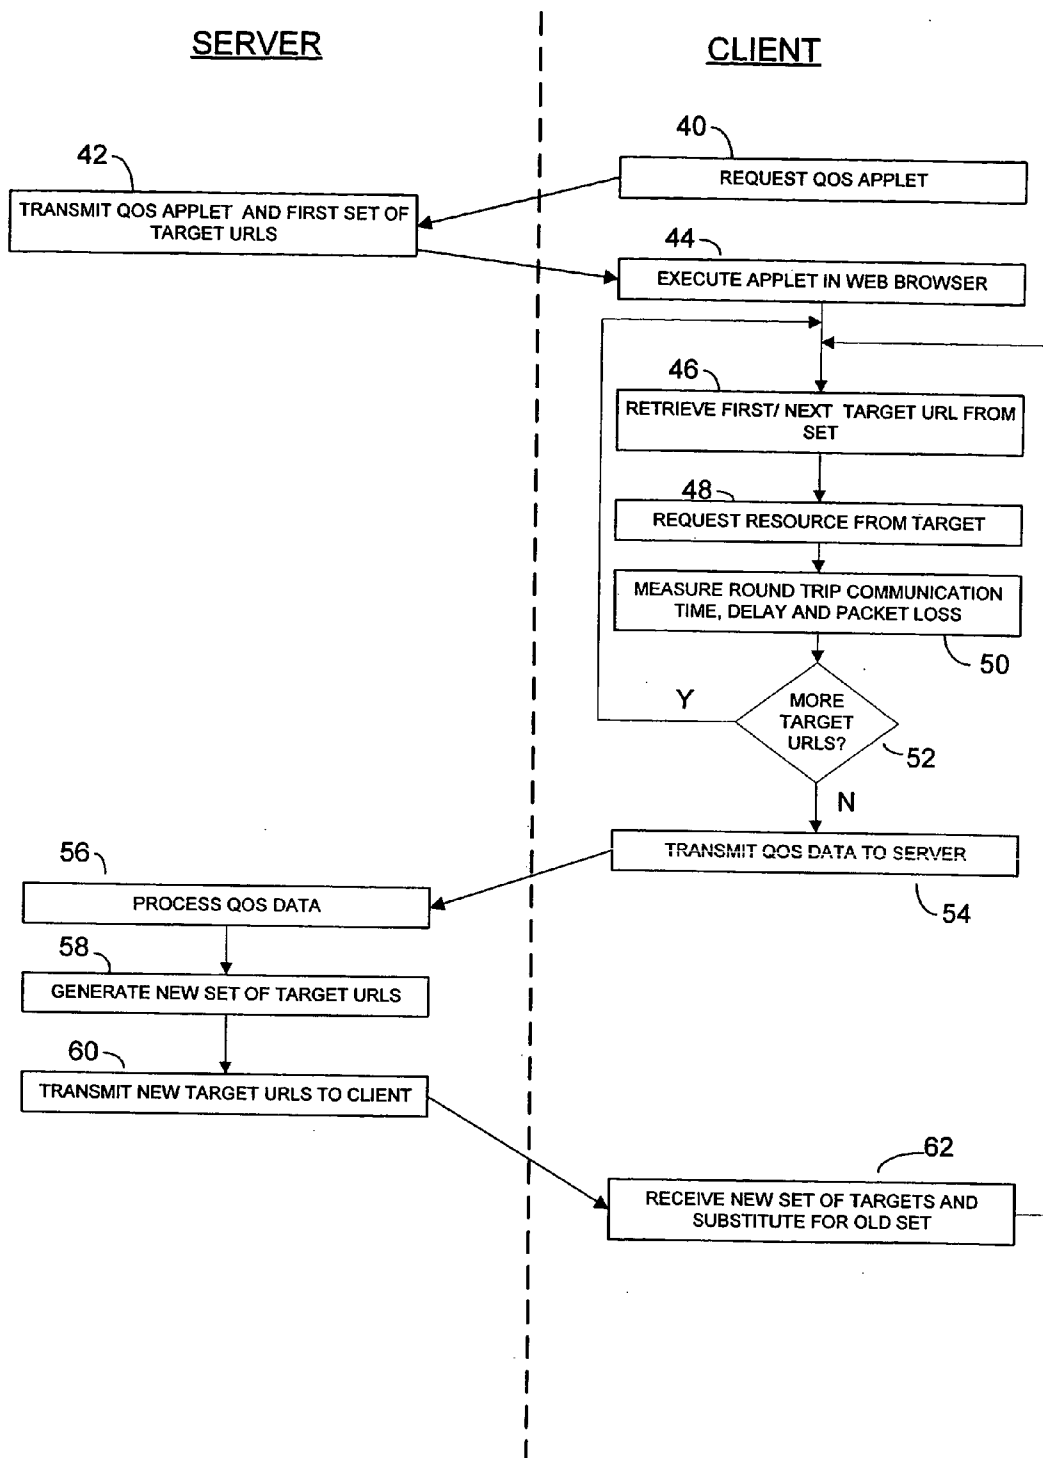 SERVER
CLIENT
40
REQUEST QOS APPLET
42
TRANSMIT QOS APPLET AND FIRST SET OF
TARGET URLS
44
EXECUTE APPLET IN WEB BROWSER
46
RETRIEVE FIRST/ NEXT TARGET URL FROM
SET
48
REQUEST RESOURCE FROM TARGET
MEASURE ROUND TRIP COMMUNICATION
TIME, DELAY AND PACKET LOSS
50
MORE
TARGET
URLS?
Y
52
N
TRANSMIT QOS DATA TO SERVER
54
56
PROCESS QOS DATA
58
GENERATE NEW SET OF TARGET URLS
60
TRANSMIT NEW TARGET URLS TO CLIENT
62
RECEIVE NEW SET OF TARGETS AND
SUBSTITUTE FOR OLD SET